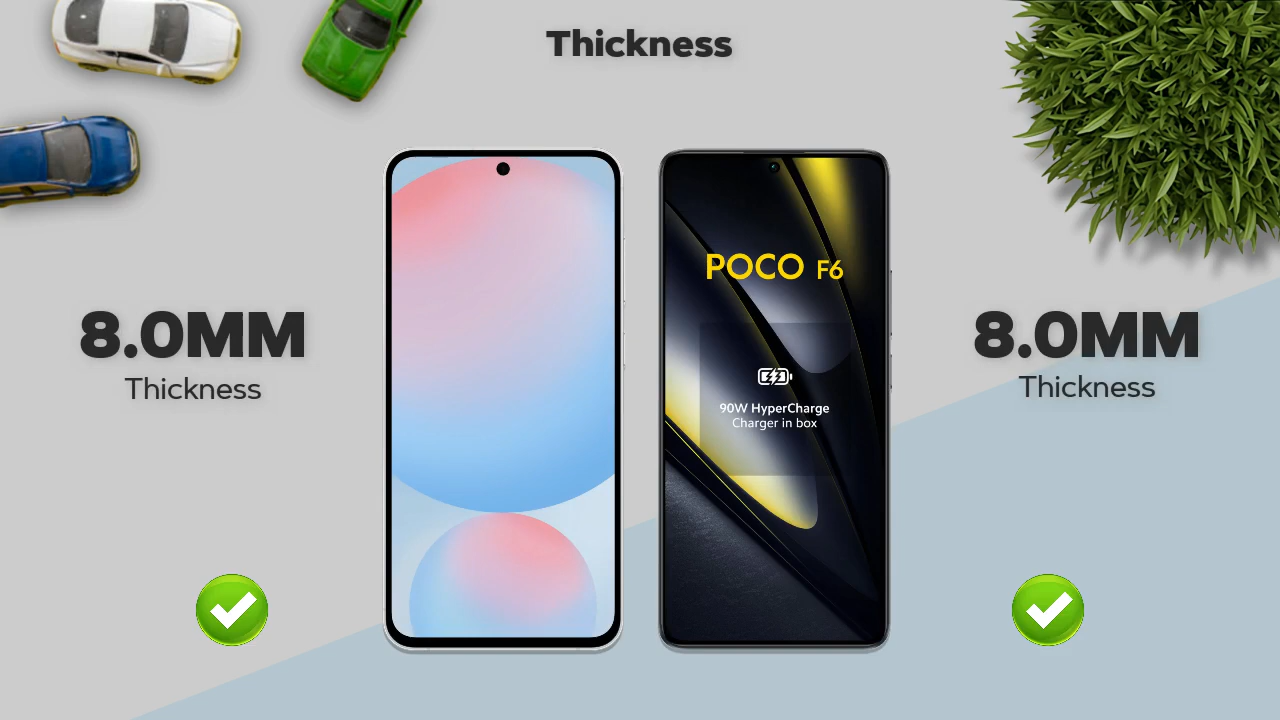 Thickness
8.0MM
Thickness
POCO F6
90W HyperCharge
Charger in box
8.0MM
Thickness